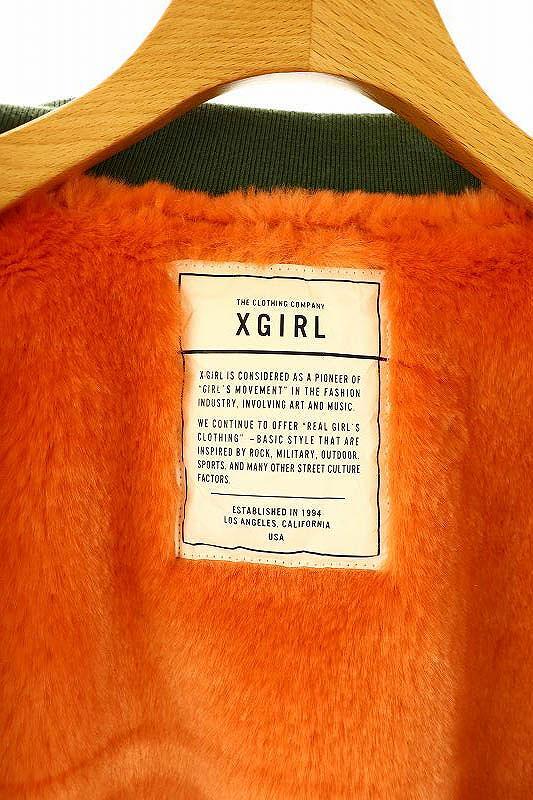 THE CLOTHING COMPANY
XGIRL
X-GIRL IS CONSIDERED AS A PIONEER OF
"GIRL'S MOVEMENT" IN THE FASHION
INDUSTRY, INVOLVING ART AND MUSIC.
WE CONTINUE TO OFFER "REAL GIRL'S
CLOTHING" –BASIC STYLE THAT ARE
INSPIRED BY ROCK, MILITARY, OUTDOOR,
SPORTS, AND MANY OTHER STREET CULTURE
FACTORS.
ESTABLISHED IN 1994
LOS ANGELES, CALIFORNIA
USA